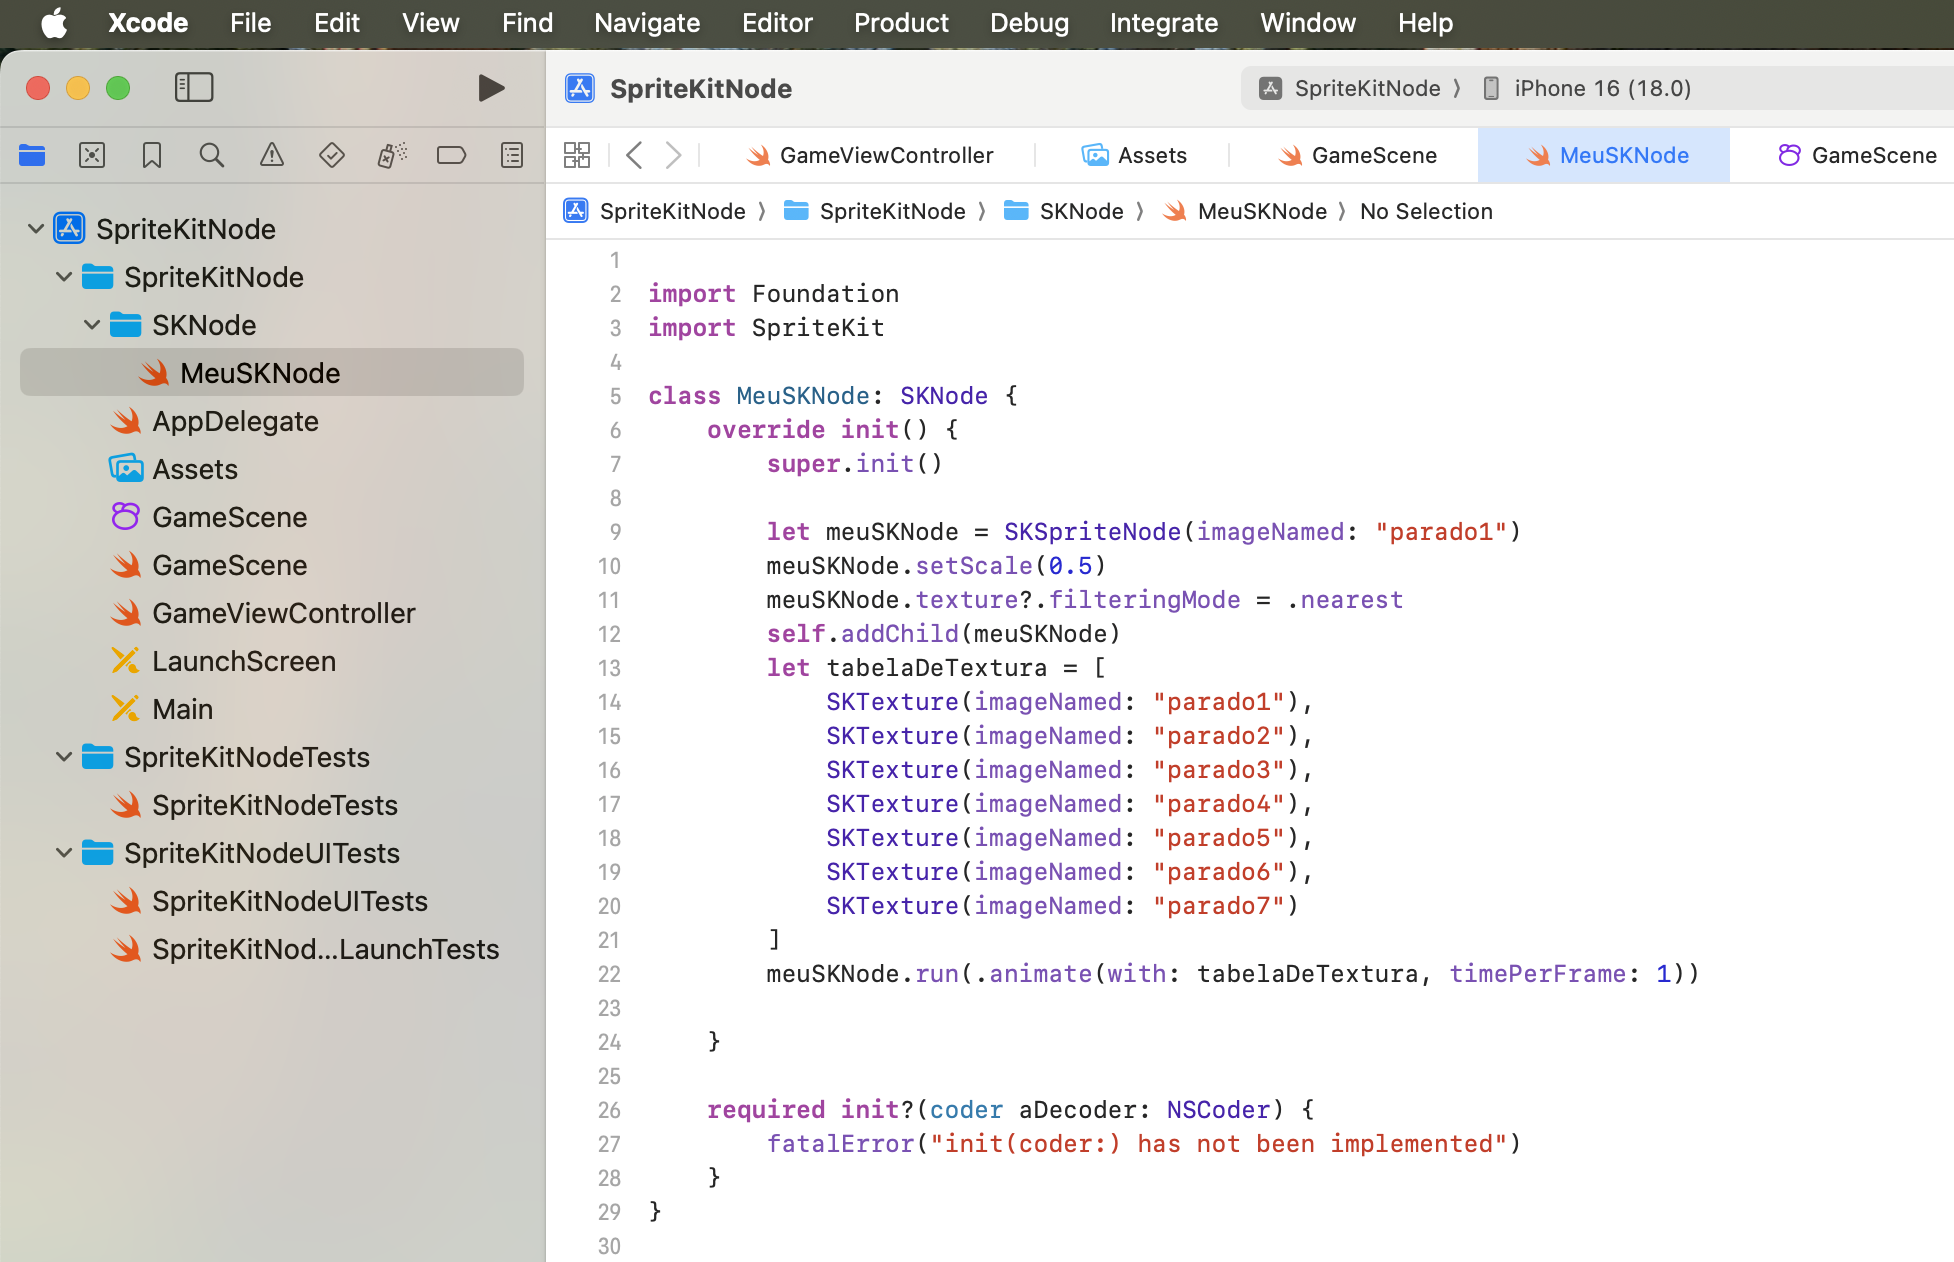 Xcode File Edit View Find Navigate Editor Product Debug Integrate Window Help
SpriteKitNode
SpriteKitNode 〉 iPhone 16 (18.0)
GameViewController Assets GameScene MeuSKNode GameScene
SpriteKitNode 〉 SpriteKitNode 〉 SKNode 〉 MeuSKNode 〉 No Selection
SpriteKitNode
SpriteKitNode
SKNode
MeuSKNode
AppDelegate
Assets
GameScene
GameScene
GameViewController
LaunchScreen
Main
SpriteKitNodeTests
SpriteKitNodeTests
SpriteKitNodeUITests
SpriteKitNodeUITests
SpriteKitNod...LaunchTests
1
2 import Foundation
3 import SpriteKit
4
5 class MeuSKNode: SKNode {
6     override init() {
7         super.init()
8
9         let meuSKNode = SKSpriteNode(imageNamed: "parado1")
10         meuSKNode.setScale(0.5)
11         meuSKNode.texture?.filteringMode = .nearest
12         self.addChild(meuSKNode)
13         let tabelaDeTextura = [
14             SKTexture(imageNamed: "parado1"),
15             SKTexture(imageNamed: "parado2"),
16             SKTexture(imageNamed: "parado3"),
17             SKTexture(imageNamed: "parado4"),
18             SKTexture(imageNamed: "parado5"),
19             SKTexture(imageNamed: "parado6"),
20             SKTexture(imageNamed: "parado7")
21         ]
22         meuSKNode.run(.animate(with: tabelaDeTextura, timePerFrame: 1))
23
24     }
25
26     required init?(coder aDecoder: NSCoder) {
27         fatalError("init(coder:) has not been implemented")
28     }
29 }
30